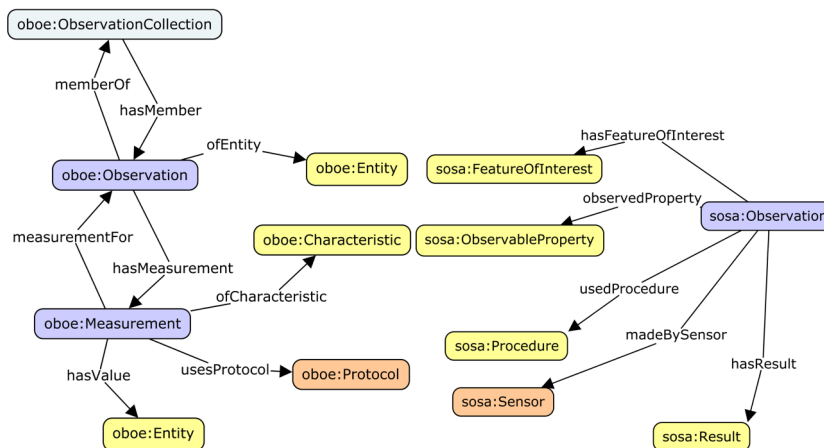 oboe:ObservationCollection
memberOf
hasMember
ofEntity
oboe:Observation
oboe:Entity
measurementFor
hasMeasurement
oboe:Characteristic
ofCharacteristic
oboe:Measurement
hasValue
usesProtocol
oboe:Protocol
oboe:Entity
hasFeatureOfInterest
sosa:FeatureOfInterest
observedProperty
sosa:Observation
sosa:ObservableProperty
usedProcedure
sosa:Procedure
madeBySensor
hasResult
sosa:Sensor
sosa:Result